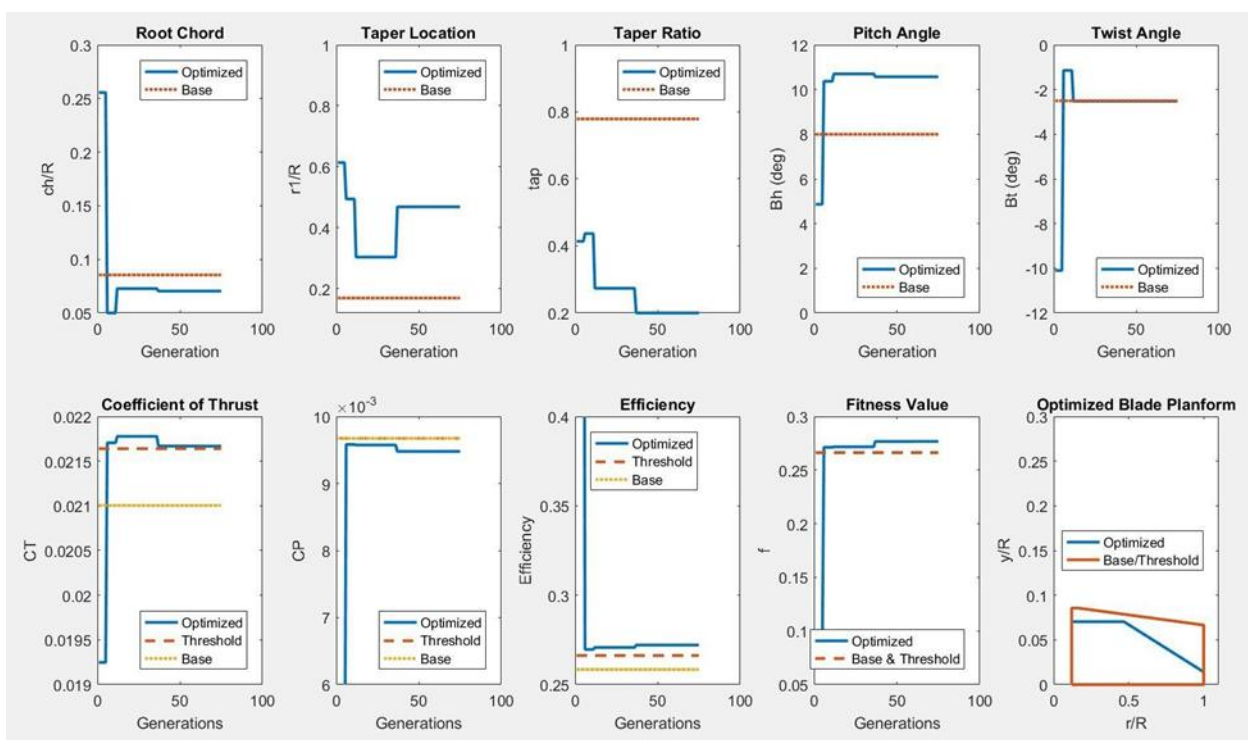 Root Chord
0.3
0.25
0.2
0.15
0.1
0.05
ch/R
0 50 100
Generation
Optimized
Base
Taper Location
1
0.8
0.6
0.4
0.2
r1/R
0 50 100
Generation
Optimized
Base
Taper Ratio
1
0.8
0.6
0.4
0.2
tap
0 50 100
Generation
Optimized
Base
Pitch Angle
12
10
8
6
4
2
0
Bh (deg)
0 50 100
Generation
Optimized
Base
Twist Angle
0
-2
-4
-6
-8
-10
-12
Bt (deg)
0 50 100
Generation
Optimized
Base
Coefficient of Thrust
0.022
0.0215
0.021
0.0205
0.02
0.0195
0.019
CT
0 50 100
Generations
Optimized
Threshold
Base
×10⁻³
10
9
8
7
6
CP
0 50 100
Generations
Optimized
Threshold
Base
Efficiency
0.4
0.35
0.3
0.25
Efficiency
0 50 100
Generations
Optimized
Threshold
Base
Fitness Value
0.3
0.25
0.2
0.15
0.1
0.05
f
0 50 100
Generations
Optimized
Base & Threshold
Optimized Blade Planform
0.3
0.25
0.2
0.15
0.1
0.05
0
y/R
0 0.5 1
r/R
Optimized
Base/Threshold